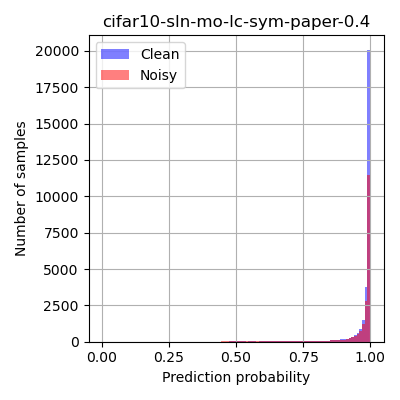 cifar10-sln-mo-lc-sym-paper-0.4
Clean
Noisy
Number of samples
20000
17500
15000
12500
10000
7500
5000
2500
0
0.00
0.25
0.50
0.75
1.00
Prediction probability